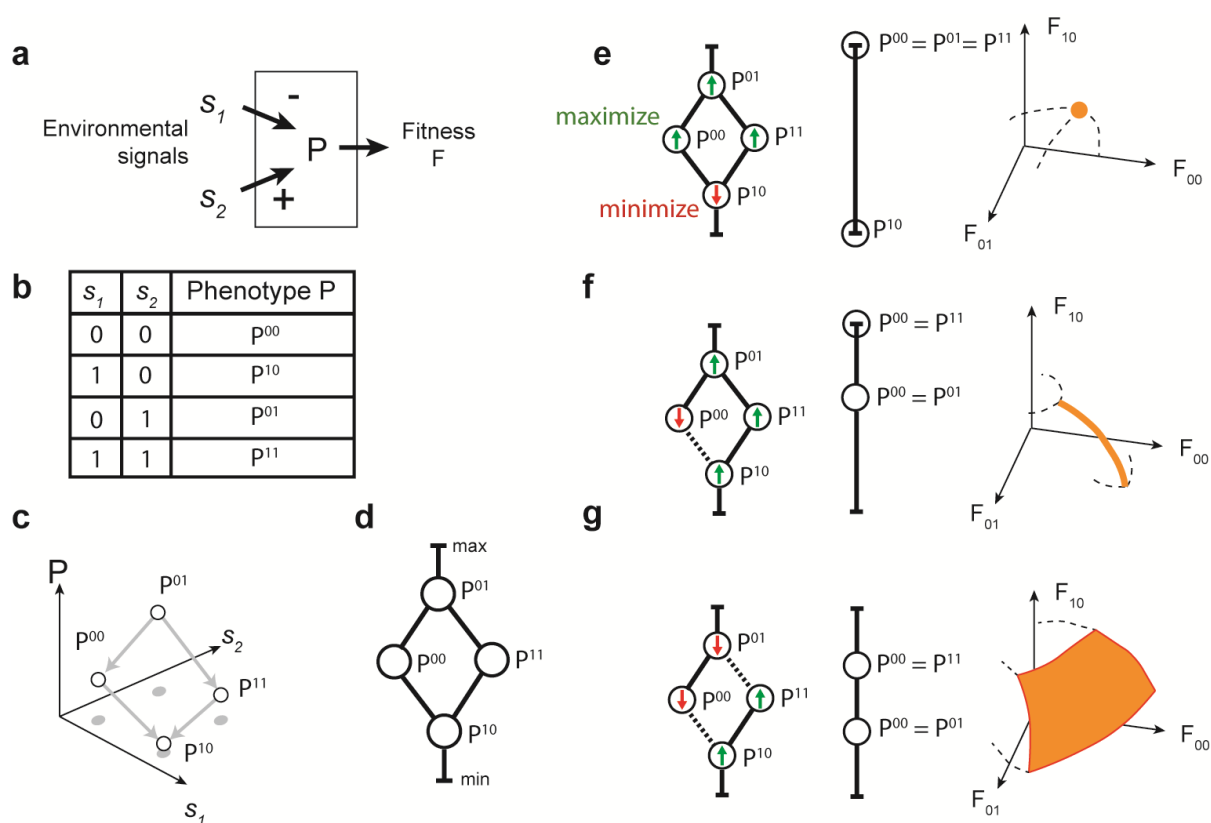 a
Environmental
signals
s1
s2
-
+
P
Fitness
F
b
s1 s2 Phenotype P
0 0 P00
1 0 P10
0 1 P01
1 1 P11
c
P
P01
P00
s2
P11
P10
s1
d
max
P01
P00
P11
P10
min
e
maximize
minimize
P01
P00
P11
P10
P00 = P01 = P11
P10
F10
F00
F01
f
P01
P00
P11
P10
P00 = P11
P00 = P01
F10
F00
F01
g
P01
P00
P11
P10
P00 = P11
P00 = P01
F10
F00
F01